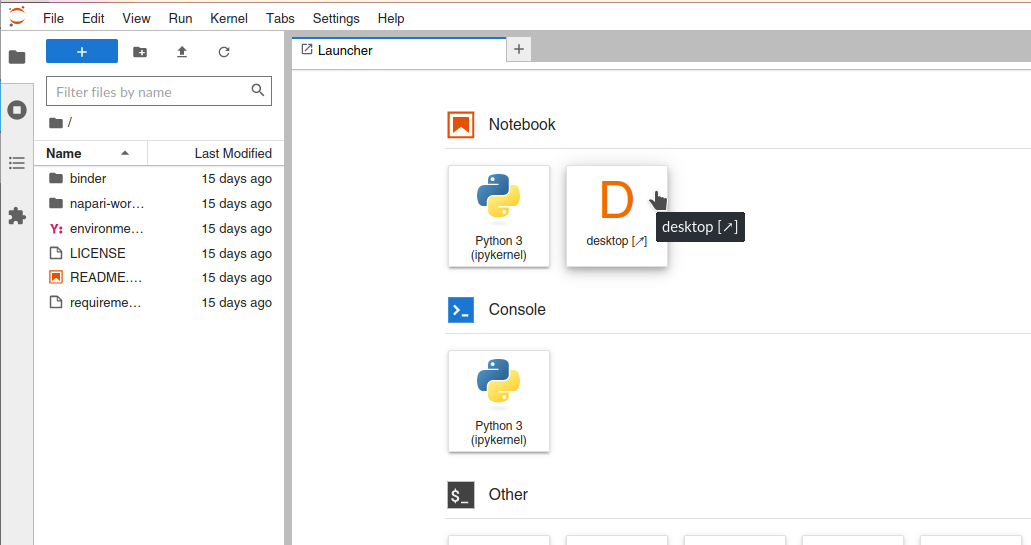 File Edit View Run Kernel Tabs Settings Help
+
Launcher
+
Filter files by name
/
Name Last Modified
binder 15 days ago
napari-wor… 15 days ago
Y: environme… 15 days ago
LICENSE 15 days ago
README.… 15 days ago
requireme… 15 days ago
Notebook
Python 3
(ipykernel)
D
desktop [↗]
desktop [↗]
Console
Python 3
(ipykernel)
$_ Other